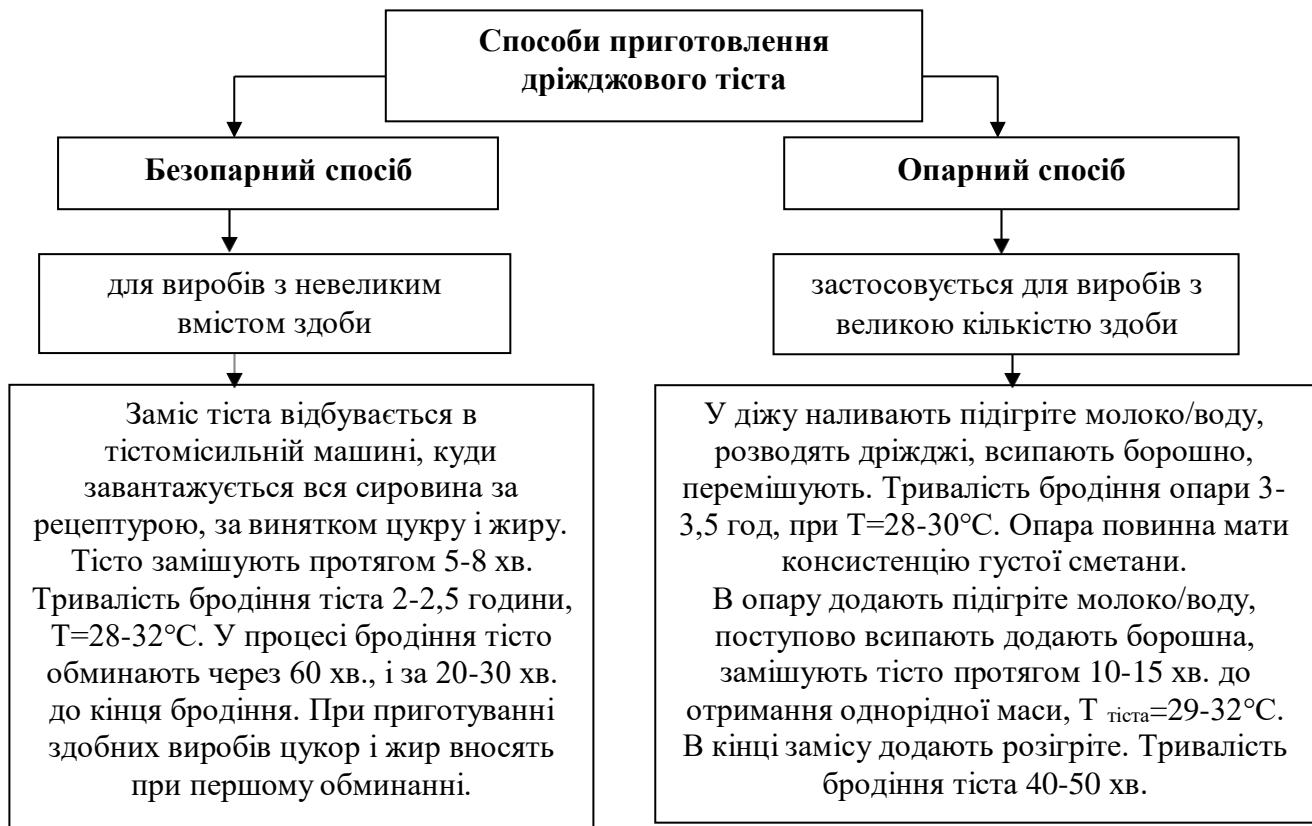 Способи приготовлення
дріжджового тіста
Безопарний спосіб
Опарний спосіб
для виробів з невеликим
вмістом здоби
застосовується для виробів з
великою кількістю здоби
Заміс тіста відбувається в
тістомісильній машині, куди
завантажується вся сировина за
рецептурою, за винятком цукру і жиру.
Тісто замішують протягом 5-8 хв.
Тривалість бродіння тіста 2-2,5 години,
Т=28-32°С. У процесі бродіння тісто
обминають через 60 хв., і за 20-30 хв.
до кінця бродіння. При приготуванні
здобних виробів цукор і жир вносять
при першому обминанні.
У діжу наливають підігріте молоко/воду,
розводять дріжджі, всипають борошно,
перемішують. Тривалість бродіння опари 3-
3,5 год, при Т=28-30°С. Опара повинна мати
консистенцію густої сметани.
В опару додають підігріте молоко/воду,
поступово всипають додають борошна,
замішують тісто протягом 10-15 хв. до
отримання однорідної маси, Т тіста=29-32°С.
В кінці замісу додають розігріте. Тривалість
бродіння тіста 40-50 хв.